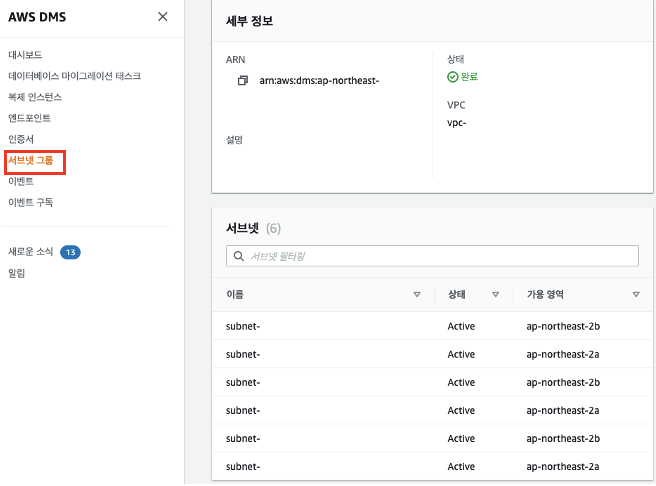 AWS DMS
대시보드
데이터베이스 마이그레이션 태스크
복제 인스턴스
엔드포인트
인증서
서브넷 그룹
이벤트
이벤트 구독
새로운 소식 13
알림
세부 정보
ARN
arn:aws:dms:ap-northeast-
설명
상태
완료
VPC
vpc-
서브넷 (6)
서브넷 필터링
이름 상태 가용 영역
subnet- Active ap-northeast-2b
subnet- Active ap-northeast-2a
subnet- Active ap-northeast-2b
subnet- Active ap-northeast-2a
subnet- Active ap-northeast-2b
subnet- Active ap-northeast-2a